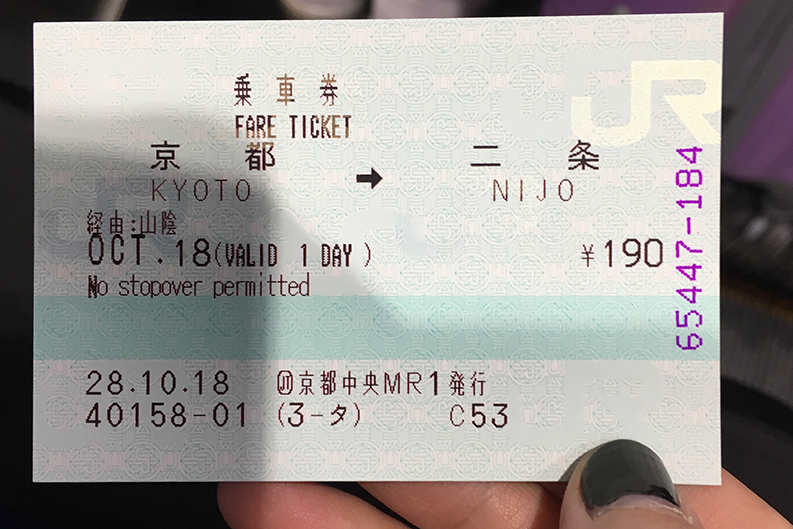 JR
乗車券
FARE TICKET
京都 → 二条
KYOTO NIJO
経由:山陰
OCT.18(VALID 1 DAY ) ¥190
No stopover permitted
28.10.18 Ⓙ京都中央MR1発行
40158-01 (3-タ) C53
65447-184